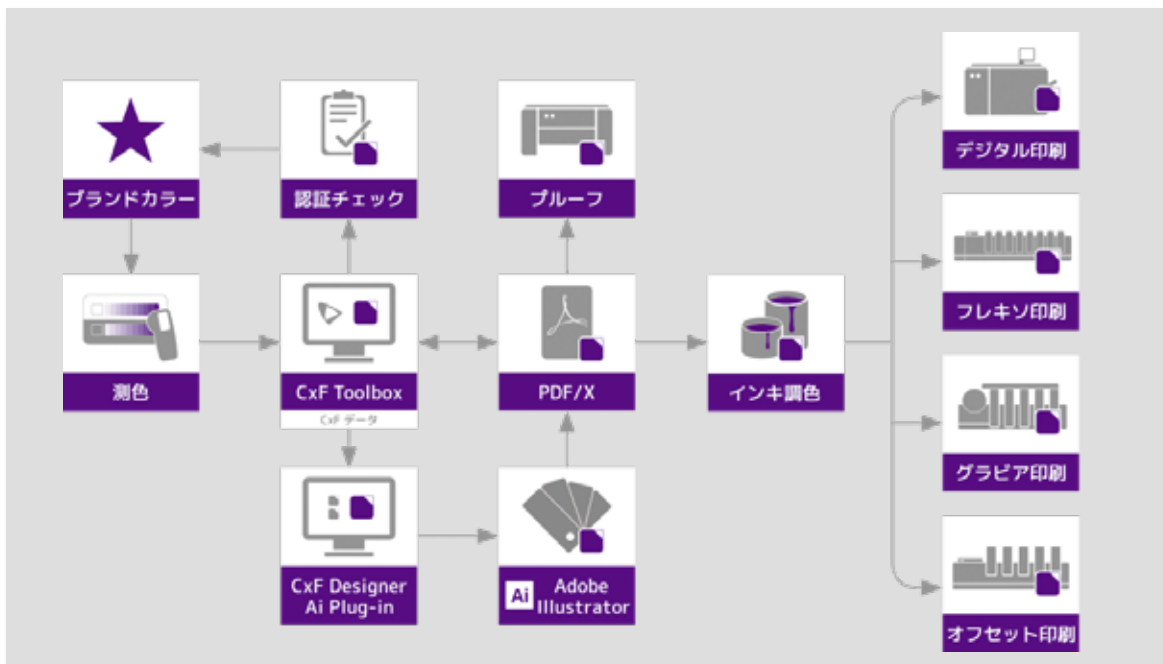 ブランドカラー
認証チェック
プルーフ
デジタル印刷
測色
CxF Toolbox
CxF データ
PDF/X
インキ調色
フレキソ印刷
グラビア印刷
CxF Designer
Ai Plug-in
Ai
Adobe
Illustrator
オフセット印刷